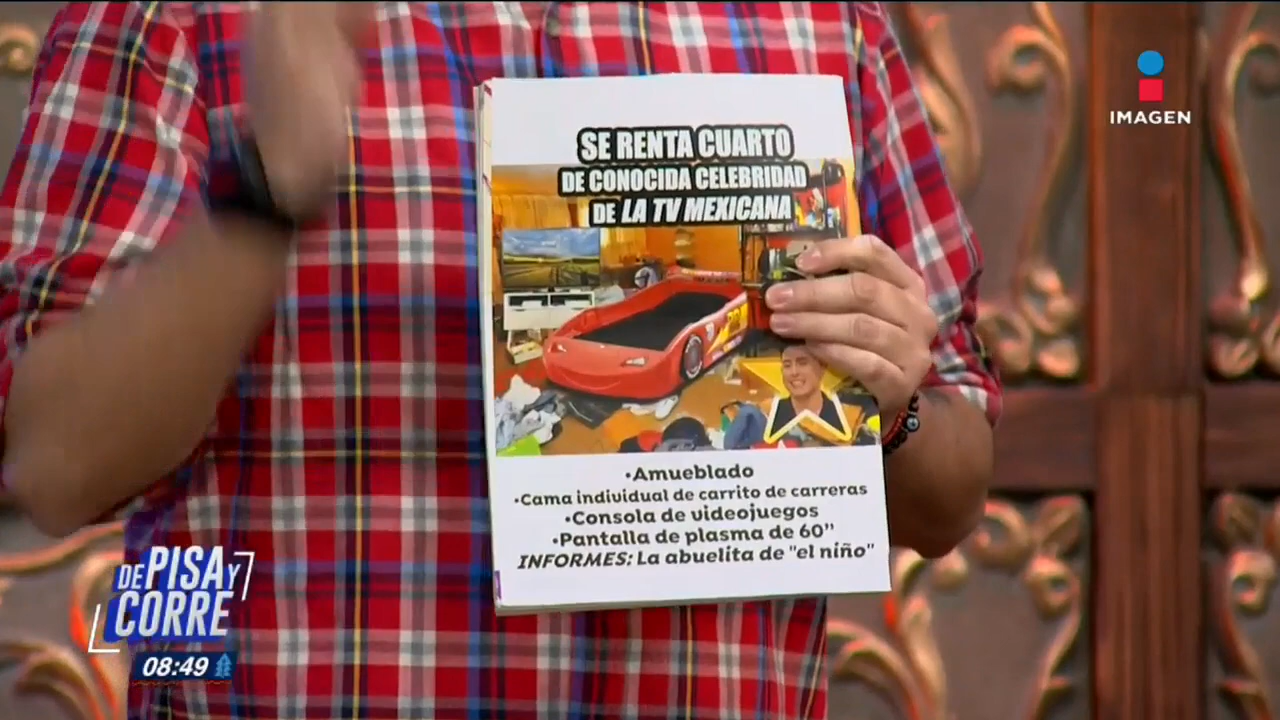 IMAGEN
SE RENTA CUARTO
DE CONOCIDA CELEBRIDAD
DE LA TV MEXICANA
•Amueblado
•Cama individual de carrito de carreras
•Consola de videojuegos
•Pantalla de plasma de 60”
INFORMES: La abuelita de "el niño"
DE PISA Y
CORRE
08:49